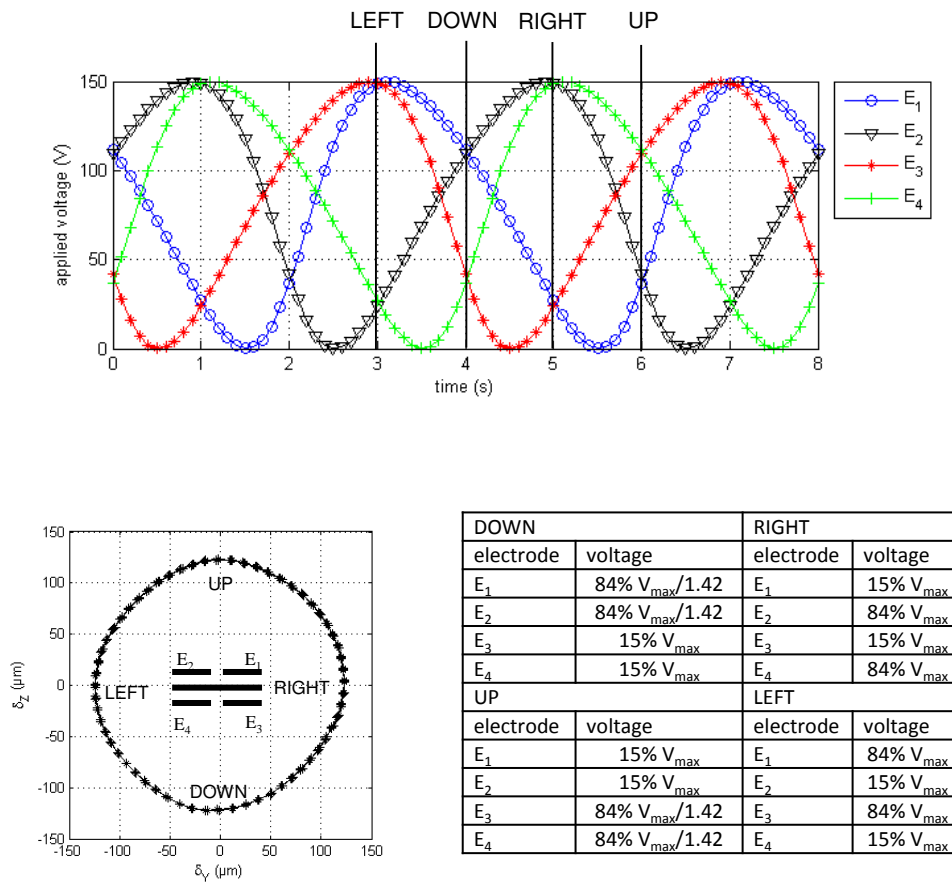 LEFT DOWN RIGHT UP
150
100
50
0
applied voltage (V)
0 1 2 3 4 5 6 7 8
time (s)
E1
E2
E3
E4
150
100
50
0
-50
-100
-150
δZ (µm)
UP
E2 E1
LEFT RIGHT
E4 E3
DOWN
-150 -100 -50 0 50 100 150
δY (µm)
DOWN RIGHT
electrode voltage electrode voltage
E1 84% Vmax/1.42 E1 15% Vmax
E2 84% Vmax/1.42 E2 84% Vmax
E3 15% Vmax E3 15% Vmax
E4 15% Vmax E4 84% Vmax
UP LEFT
electrode voltage electrode voltage
E1 15% Vmax E1 84% Vmax
E2 15% Vmax E2 15% Vmax
E3 84% Vmax/1.42 E3 84% Vmax
E4 84% Vmax/1.42 E4 15% Vmax